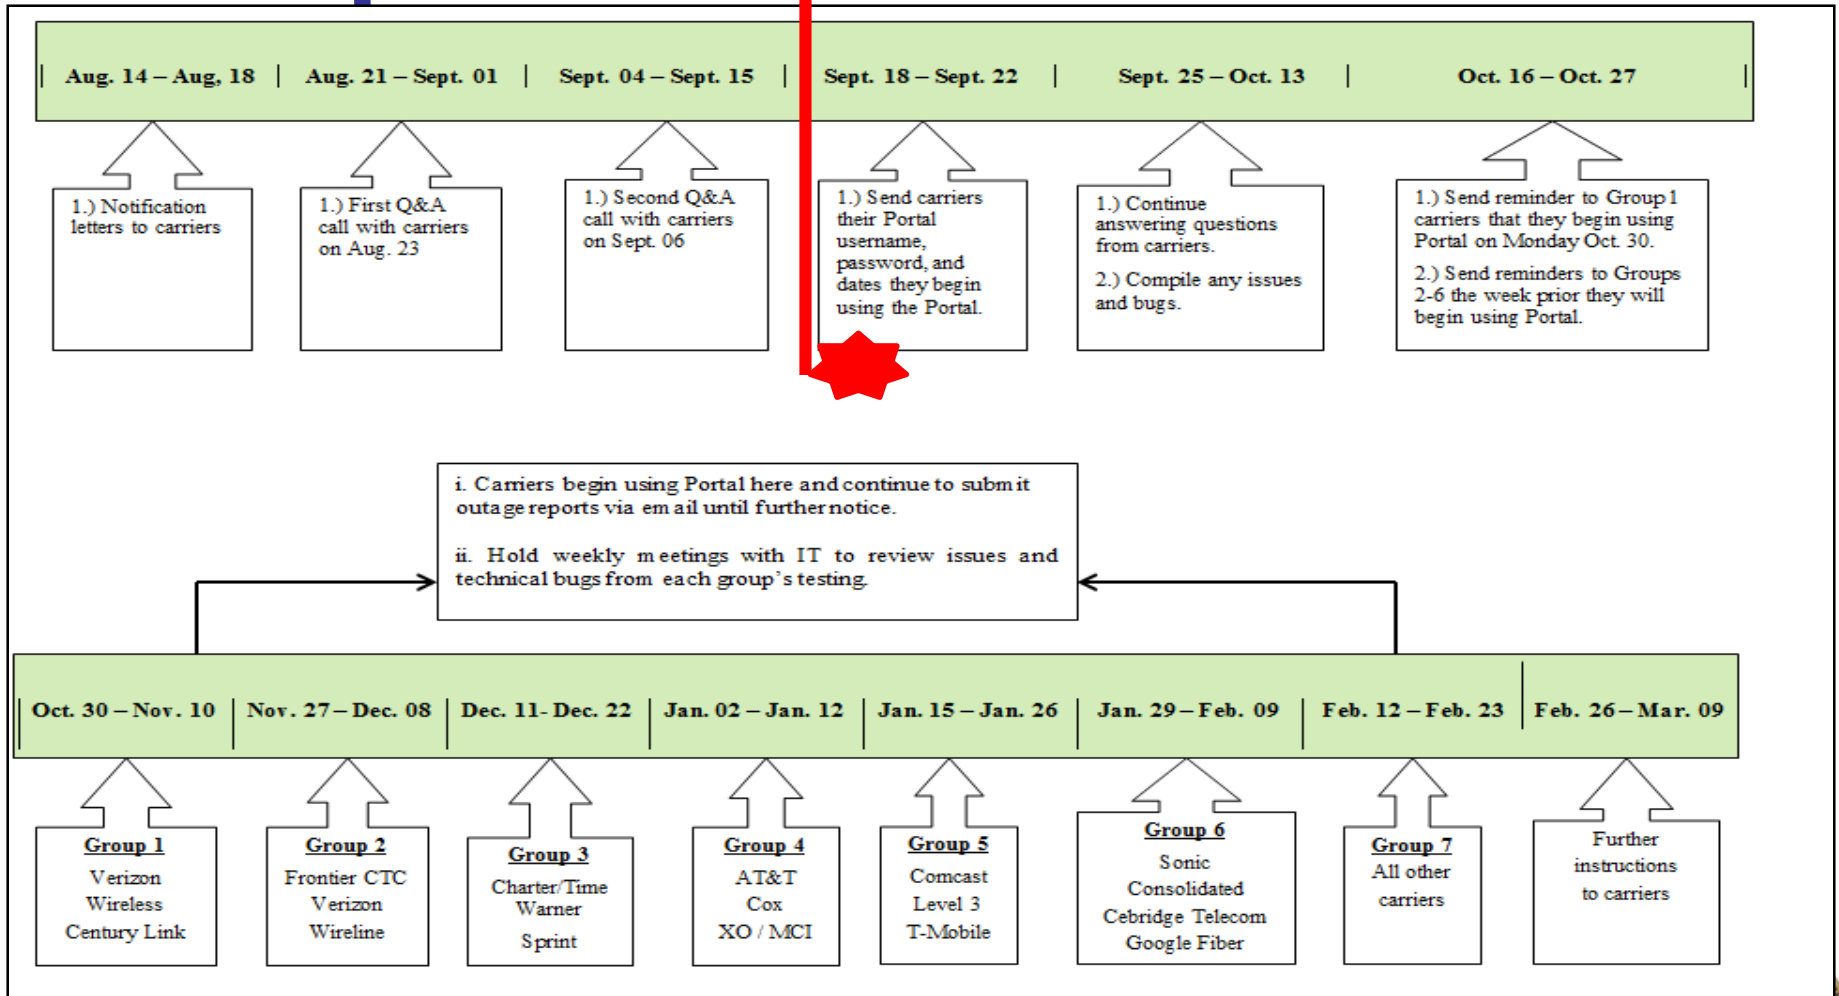 Aug. 14 – Aug, 18
Aug. 21 – Sept. 01
Sept. 04 – Sept. 15
Sept. 18 – Sept. 22
Sept. 25 – Oct. 13
Oct. 16 – Oct. 27
1.) Notification
letters to carriers
1.) First Q&A
call with carriers
on Aug. 23
1.) Second Q&A
call with carriers
on Sept. 06
1.) Send carriers
their Portal
username,
password, and
dates they begin
using the Portal.
1.) Continue
answering questions
from carriers.
2.) Compile any issues
and bugs.
1.) Send reminder to Group 1
carriers that they begin using
Portal on Monday Oct. 30.
2.) Send reminders to Groups
2-6 the week prior they will
begin using Portal.
i. Carriers begin using Portal here and continue to submit
outage reports via email until further notice.
ii. Hold weekly meetings with IT to review issues and
technical bugs from each group's testing.
Oct. 30 – Nov. 10
Nov. 27 – Dec. 08
Dec. 11- Dec. 22
Jan. 02 – Jan. 12
Jan. 15 – Jan. 26
Jan. 29 – Feb. 09
Feb. 12 – Feb. 23
Feb. 26 – Mar. 09
Group 1
Verizon
Wireless
Century Link
Group 2
Frontier CTC
Verizon
Wireline
Group 3
Charter/Time
Warner
Sprint
Group 4
AT&T
Cox
XO / MCI
Group 5
Comcast
Level 3
T-Mobile
Group 6
Sonic
Consolidated
Cebridge Telecom
Google Fiber
Group 7
All other
carriers
Further
instructions
to carriers